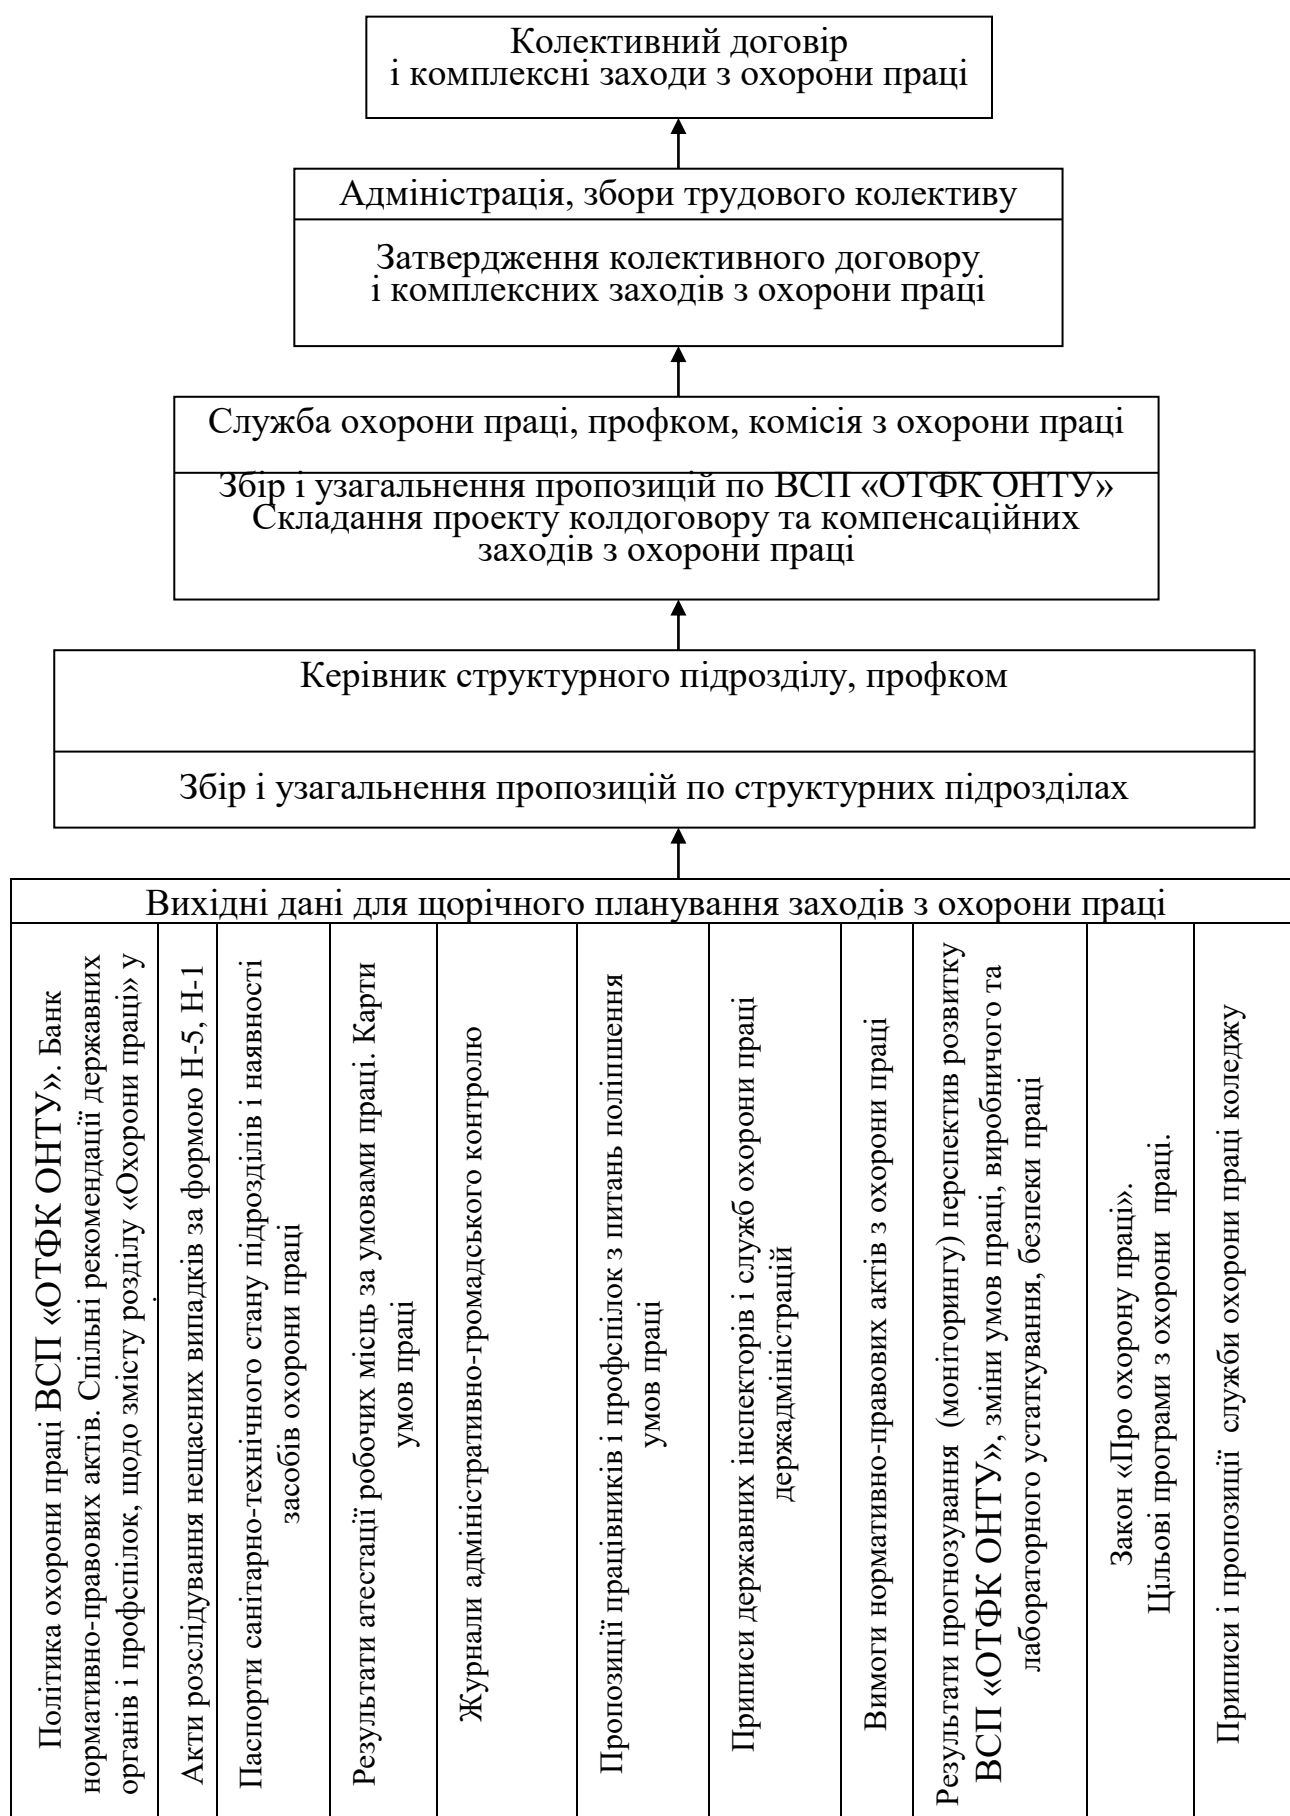 Колективний договір
і комплексні заходи з охорони праці
Адміністрація, збори трудового колективу
Затвердження колективного договору
і комплексних заходів з охорони праці
Служба охорони праці, профком, комісія з охорони праці
Збір і узагальнення пропозицій по ВСП «ОТФК ОНТУ»
Складання проекту колдоговору та компенсаційних
заходів з охорони праці
Керівник структурного підрозділу, профком
Збір і узагальнення пропозицій по структурних підрозділах
Вихідні дані для щорічного планування заходів з охорони праці
Політика охорони праці ВСП «ОТФК ОНТУ». Банк
нормативно-правових актів. Спільні рекомендації державних
органів і профспілок, щодо змісту розділу «Охорони праці» у
Акти розслідування нещасних випадків за формою Н-5, Н-1
Паспорти санітарно-технічного стану підрозділів і наявності
засобів охорони праці
Результати атестації робочих місць за умовами праці. Карти
умов праці
Журнали адміністративно-громадського контролю
Пропозиції працівників і профспілок з питань поліпшення
умов праці
Приписи державних інспекторів і служб охорони праці
держадміністрацій
Вимоги нормативно-правових актів з охорони праці
Результати прогнозування (моніторингу) перспектив розвитку
ВСП «ОТФК ОНТУ», зміни умов праці, виробничого та
лабораторного устаткування, безпеки праці
Закон «Про охорону праці».
Цільові програми з охорони праці.
Приписи і пропозиції служби охорони праці коледжу